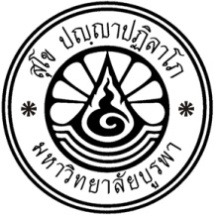 สุโข ปญฺญาปฏิลาโภ
มหาวิทยาลัยบูรพา